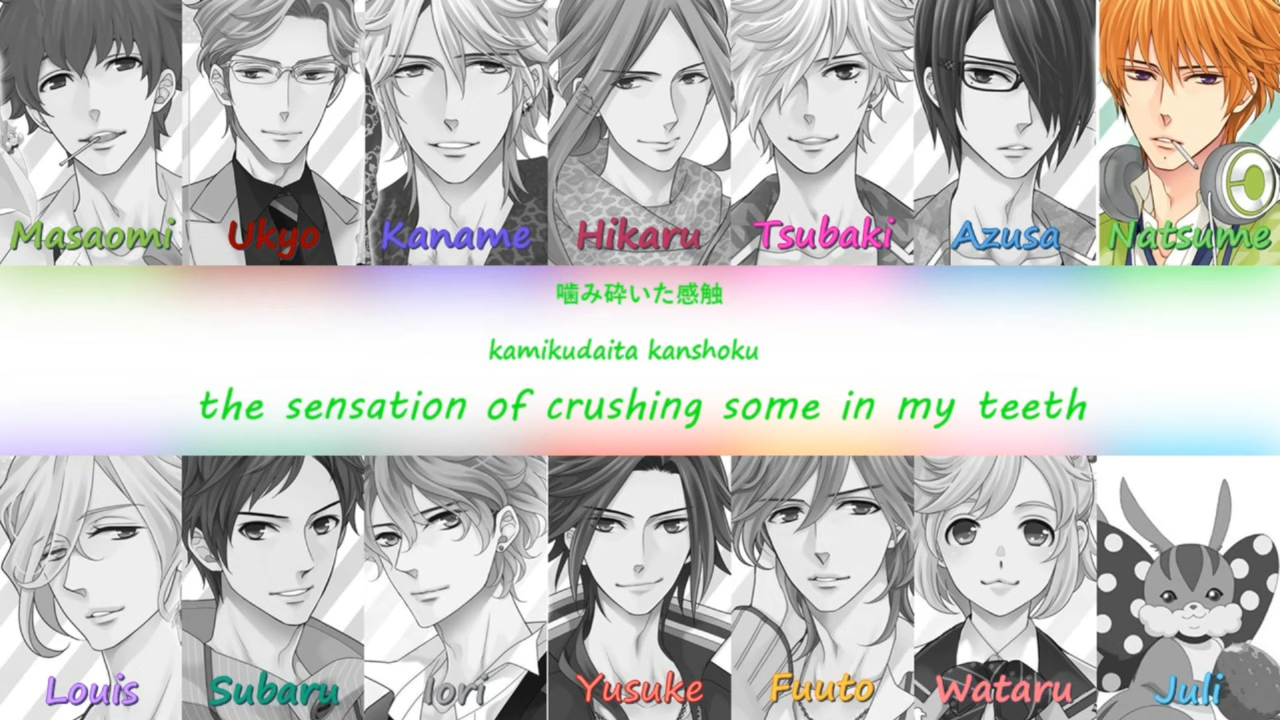 Masaomi Ukyo Kaname Hikaru Tsubaki Azusa Natsume
噛み砕いた感触
kamikudaita kanshoku
the sensation of crushing some in my teeth
Louis Subaru Iori Yusuke Fuuto Wataru Juli